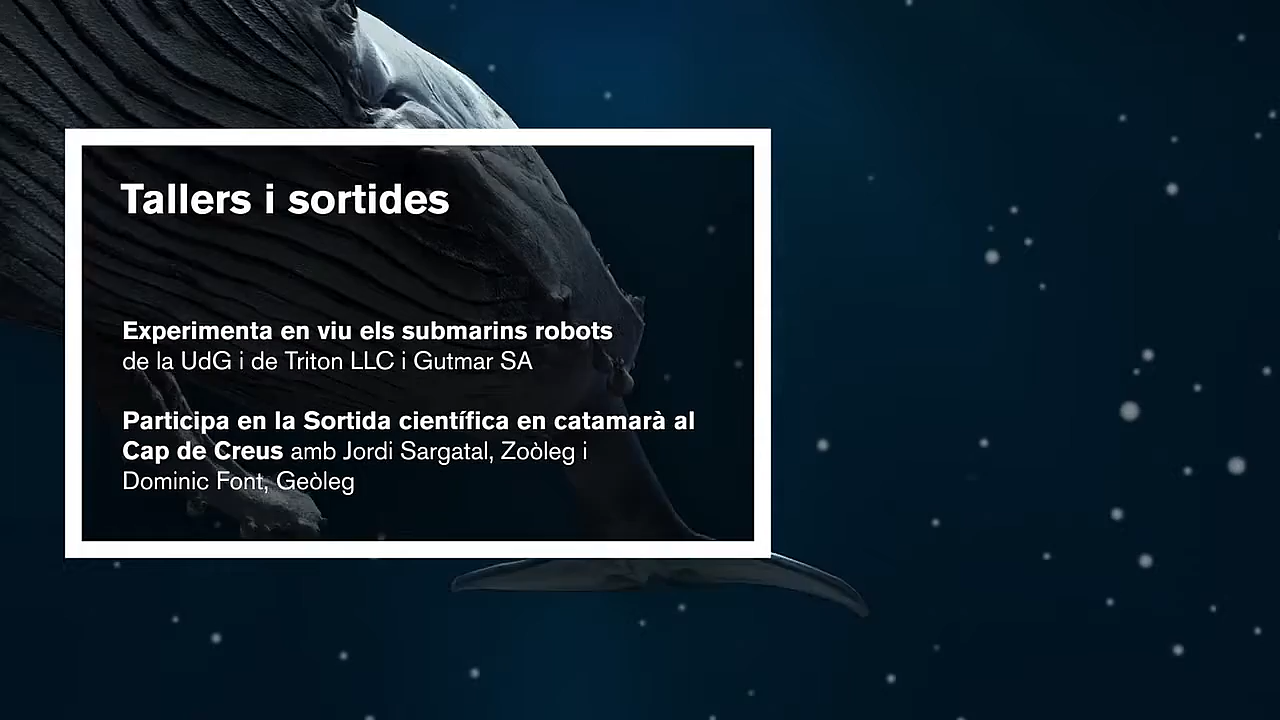 Tallers i sortides
Experimenta en viu els submarins robots
de la UdG i de Triton LLC i Gutmar SA
Participa en la Sortida científica en catamarà al
Cap de Creus amb Jordi Sargatal, Zoòleg i
Dominic Font, Geòleg